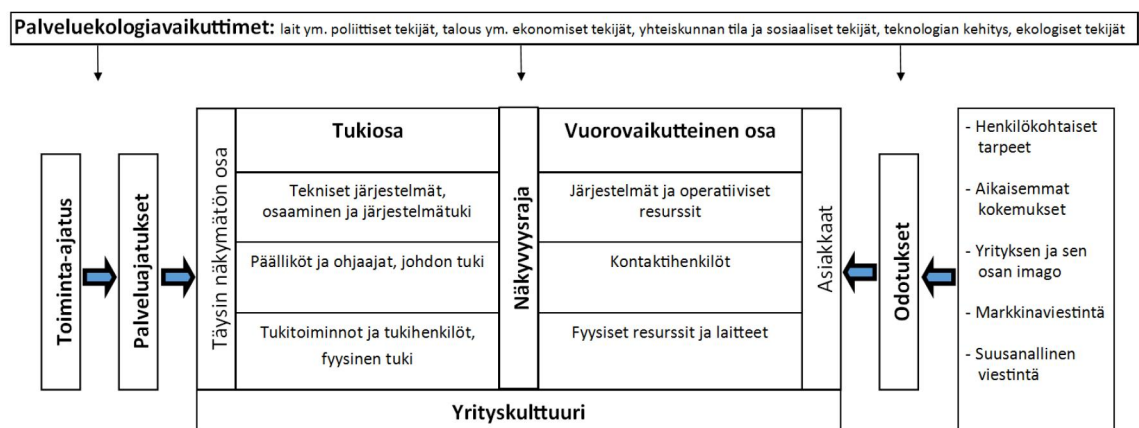 Palveluekologiavaikuttimet: lait ym. poliittiset tekijät, talous ym. ekonomiset tekijät, yhteiskunnan tila ja sosiaaliset tekijät, teknologian kehitys, ekologiset tekijät
Toiminta-ajatus
Palveluajatukset
Täysin näkymätön osa
Tukiosa
Tekniset järjestelmät,
osaaminen ja järjestelmätuki
Päälliköt ja ohjaajat, johdon tuki
Tukitoiminnot ja tukihenkilöt,
fyysinen tuki
Näkyvyysraja
Vuorovaikutteinen osa
Järjestelmät ja operatiiviset
resurssit
Kontaktihenkilöt
Fyysiset resurssit ja laitteet
Asiakkaat
Yrityskulttuuri
Odotukset
- Henkilökohtaiset
tarpeet
- Aikaisemmat
kokemukset
- Yrityksen ja sen
osan imago
- Markkinaviestintä
- Suusanallinen
viestintä